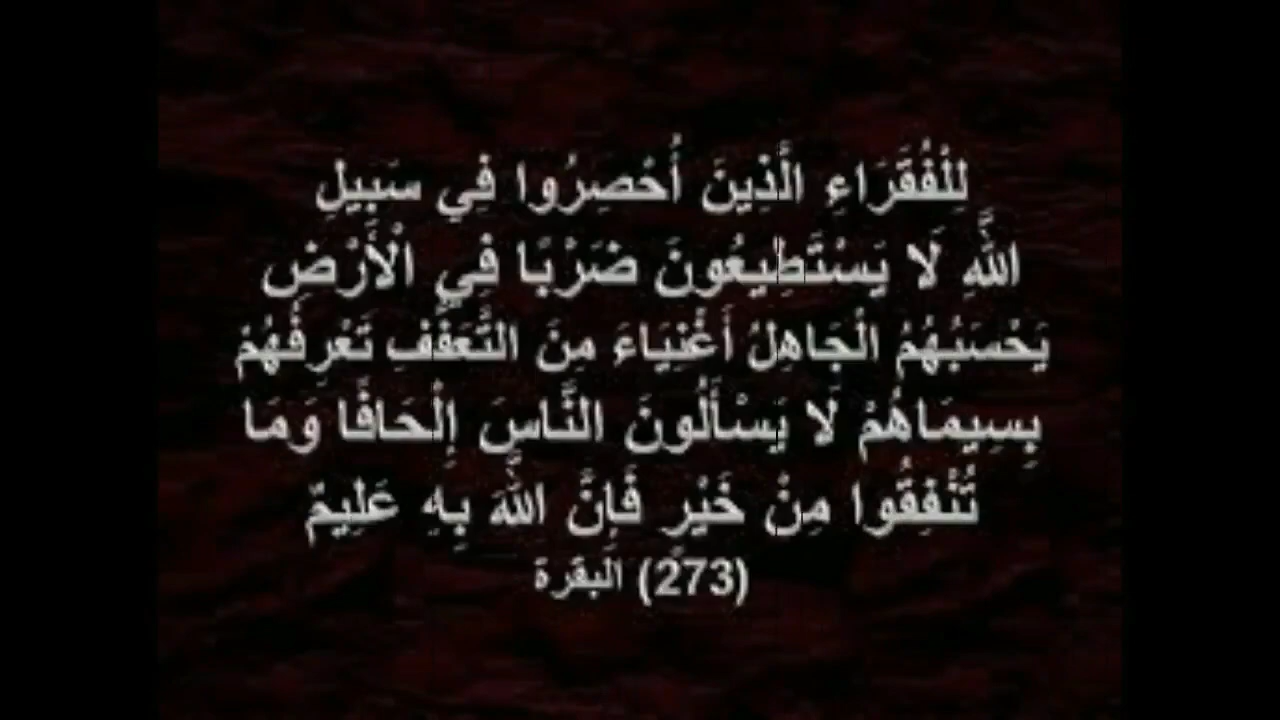 لِلْفُقَرَاءِ الَّذِينَ أُحْصِرُوا فِي سَبِيلِ
اللَّهِ لَا يَسْتَطِيعُونَ ضَرْبًا فِي الْأَرْضِ
يَحْسَبُهُمُ الْجَاهِلُ أَغْنِيَاءَ مِنَ التَّعَفُّفِ تَعْرِفُهُمْ
بِسِيمَاهُمْ لَا يَسْأَلُونَ النَّاسَ إِلْحَافًا وَمَا
تُنْفِقُوا مِنْ خَيْرٍ فَإِنَّ اللَّهَ بِهِ عَلِيمٌ
(273) البقرة